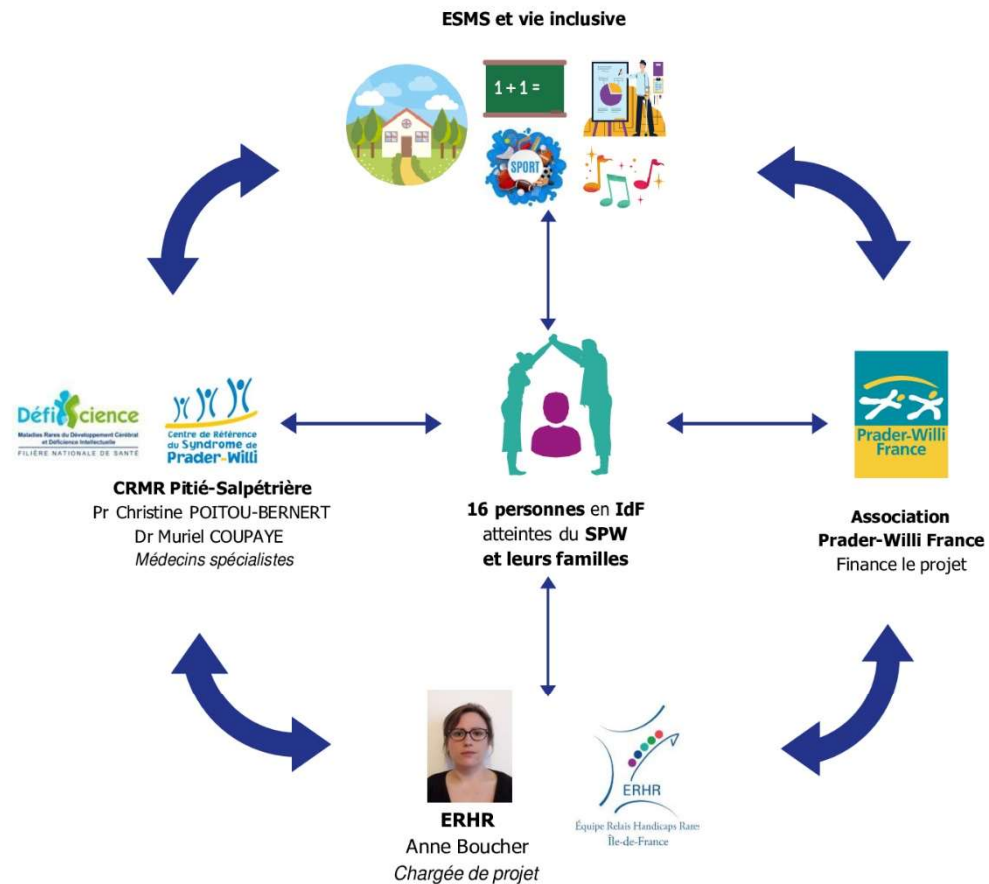 ESMS et vie inclusive
1+1=
SPORT
DéfiScience
Maladies Rares du Développement Cérébral
et Déficience Intellectuelle
FILIÈRE NATIONALE DE SANTÉ
Centre de Référence
du Syndrome de
Prader-Willi
CRMR Pitié-Salpétrière
Pr Christine POITOU-BERNERT
Dr Muriel COUPAYE
Médecins spécialistes
16 personnes en IdF
atteintes du SPW
et leurs familles
Prader-Willi
France
Association
Prader-Willi France
Finance le projet
ERHR
Anne Boucher
Chargée de projet
ERHR
Équipe Relais Handicaps Rares
Île-de-France